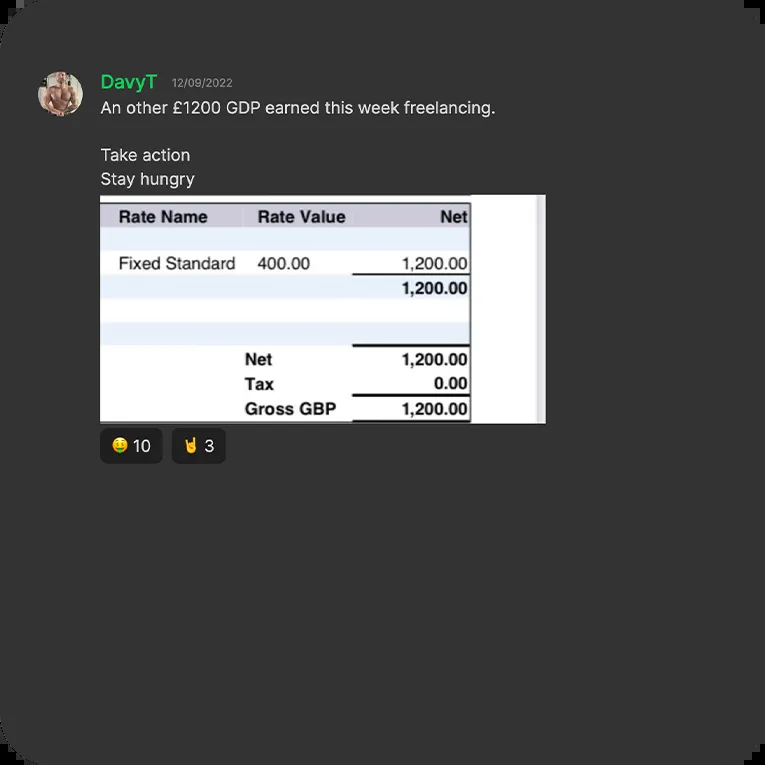 DavyT 12/09/2022
An other £1200 GDP earned this week freelancing.
Take action
Stay hungry
Rate Name Rate Value Net
Fixed Standard 400.00 1,200.00
1,200.00
Net 1,200.00
Tax 0.00
Gross GBP 1,200.00
10 3